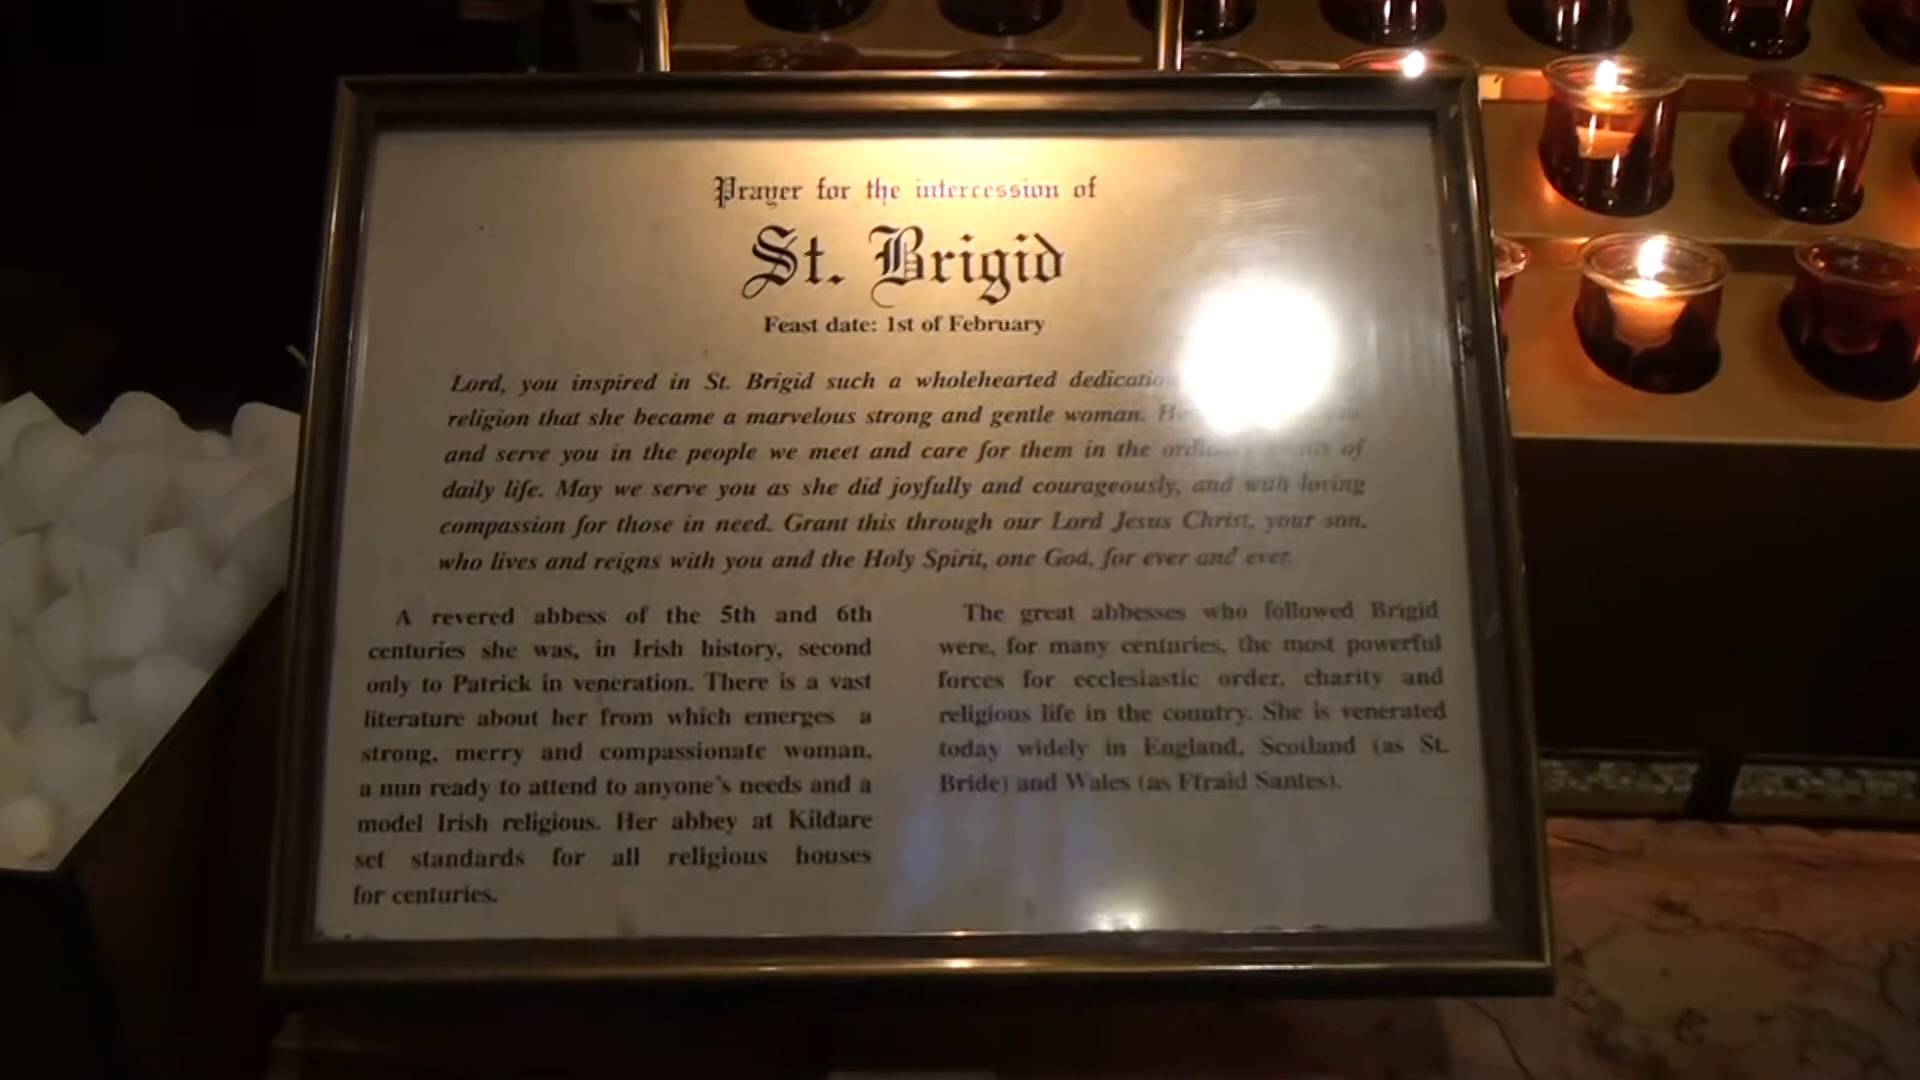 Prayer for the intercession of
St. Brigid
Feast date: 1st of February
Lord, you inspired in St. Brigid such a wholehearted
religion that she became a marvelous strong and gentle woman.
and serve you in the people we meet and care for them in the of
daily life. May we serve you as she did joyfully and courageously, and with loving
compassion for those in need. Grant this through our Lord Jesus Christ, your son,
who lives and reigns with you and the Holy Spirit, one God, for ever and ever.
A revered abbess of the 5th and 6th
centuries she was, in Irish history, second
only to Patrick in veneration. There is a vast
literature about her from which emerges a
strong, merry and compassionate woman,
a nun ready to attend to anyone's needs and a
model Irish religious. Her abbey at Kildare
set standards for all religious houses
for centuries.
The great abbesses who followed Brigid
were, for many centuries, the most powerful
forces for ecclesiastic order, charity and
religious life in the country. She is venerated
today widely in England, Scotland (as St.
Bride) and Wales (as Ffraid Santes).